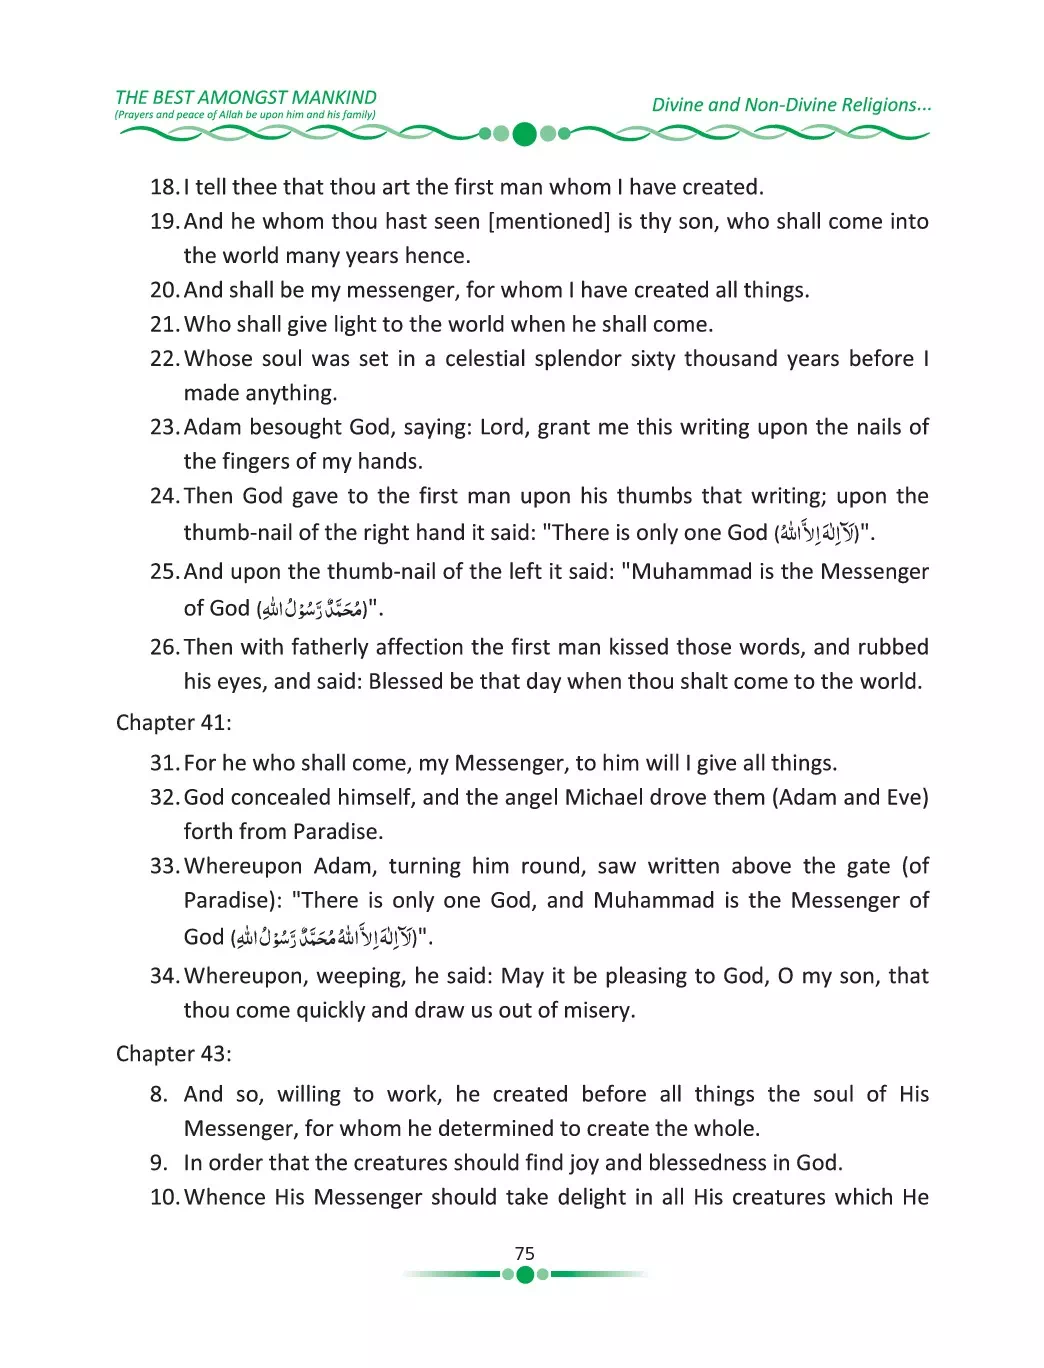 THE BEST AMONGST MANKIND
(Prayers and peace of Allah be upon him and his family)
Divine and Non-Divine Religions...
18. I tell thee that thou art the first man whom I have created.
19. And he whom thou hast seen [mentioned] is thy son, who shall come into
the world many years hence.
20. And shall be my messenger, for whom I have created all things.
21. Who shall give light to the world when he shall come.
22. Whose soul was set in a celestial splendor sixty thousand years before I
made anything.
23. Adam besought God, saying: Lord, grant me this writing upon the nails of
the fingers of my hands.
24. Then God gave to the first man upon his thumbs that writing; upon the
thumb-nail of the right hand it said: "There is only one God (لَآ اِلٰهَ اِلاَّ اللهُ)".
25. And upon the thumb-nail of the left it said: "Muhammad is the Messenger
of God (مُحَمَّدٌ رَّسُوْلُ اللهِ)".
26. Then with fatherly affection the first man kissed those words, and rubbed
his eyes, and said: Blessed be that day when thou shalt come to the world.
Chapter 41:
31. For he who shall come, my Messenger, to him will I give all things.
32. God concealed himself, and the angel Michael drove them (Adam and Eve)
forth from Paradise.
33. Whereupon Adam, turning him round, saw written above the gate (of
Paradise): "There is only one God, and Muhammad is the Messenger of
God (لَآ اِلٰهَ اِلاَّ اللهُ مُحَمَّدٌ رَّسُوْلُ اللهِ)".
34. Whereupon, weeping, he said: May it be pleasing to God, O my son, that
thou come quickly and draw us out of misery.
Chapter 43:
8. And so, willing to work, he created before all things the soul of His
Messenger, for whom he determined to create the whole.
9. In order that the creatures should find joy and blessedness in God.
10. Whence His Messenger should take delight in all His creatures which He
75